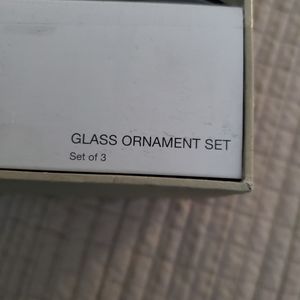 GLASS ORNAMENT SET
Set of 3